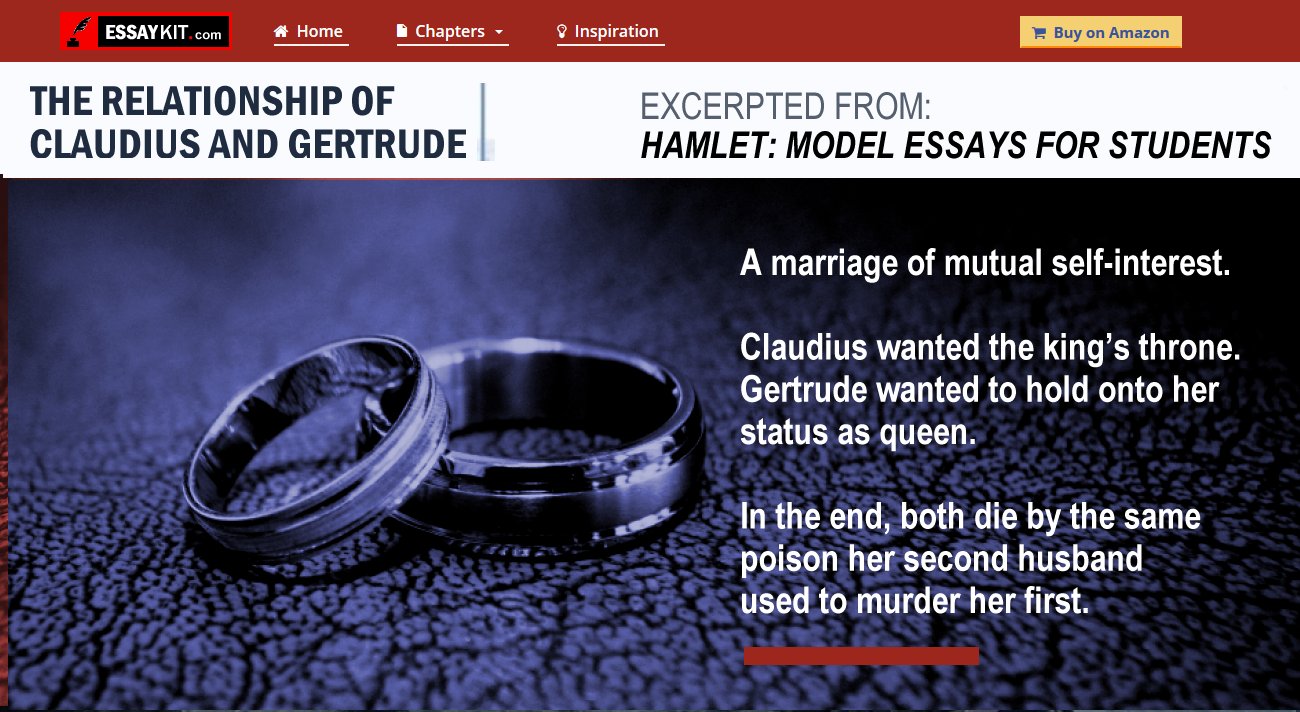 ESSAYKIT.com
Home
Chapters
Inspiration
Buy on Amazon
THE RELATIONSHIP OF
CLAUDIUS AND GERTRUDE
EXCERPTED FROM:
HAMLET: MODEL ESSAYS FOR STUDENTS
A marriage of mutual self-interest.
Claudius wanted the king’s throne.
Gertrude wanted to hold onto her
status as queen.
In the end, both die by the same
poison her second husband
used to murder her first.